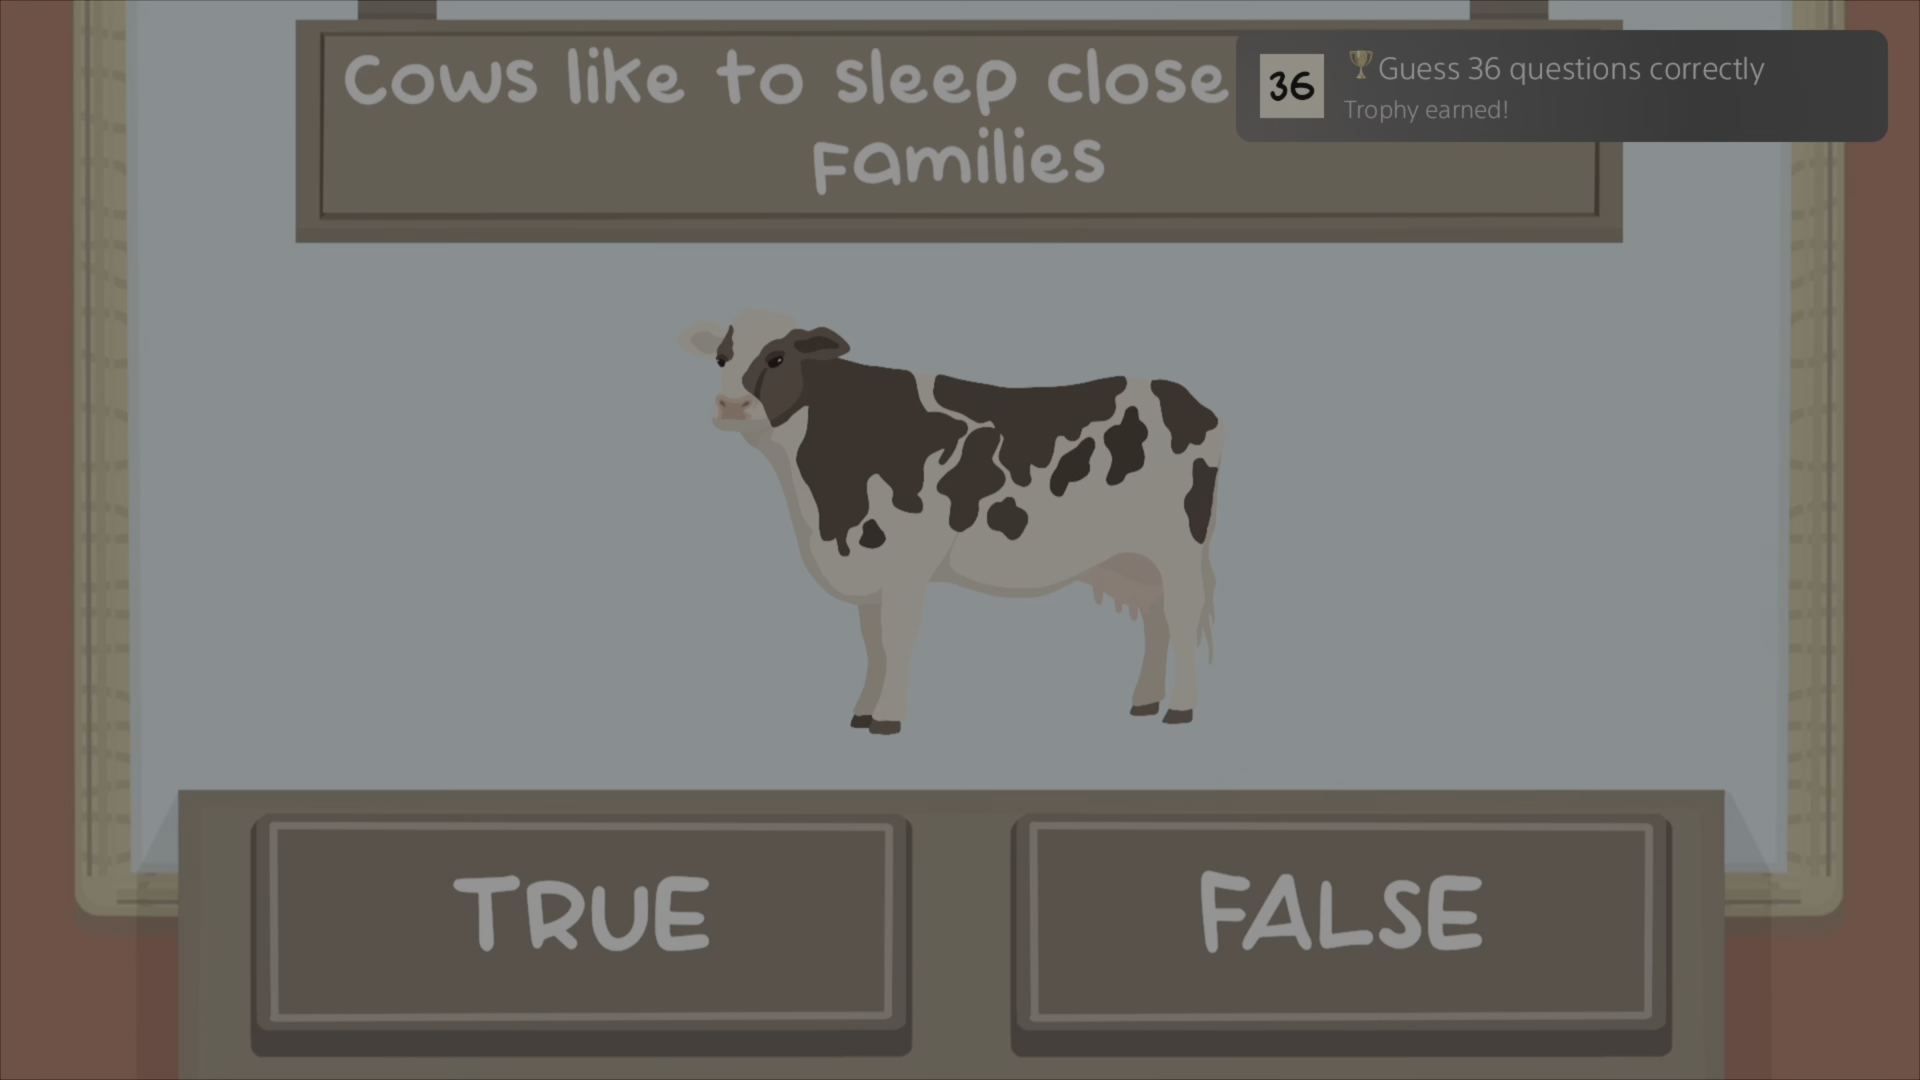 Cows like to sleep close
Families
36
Guess 36 questions correctly
Trophy earned!
TRUE
FALSE